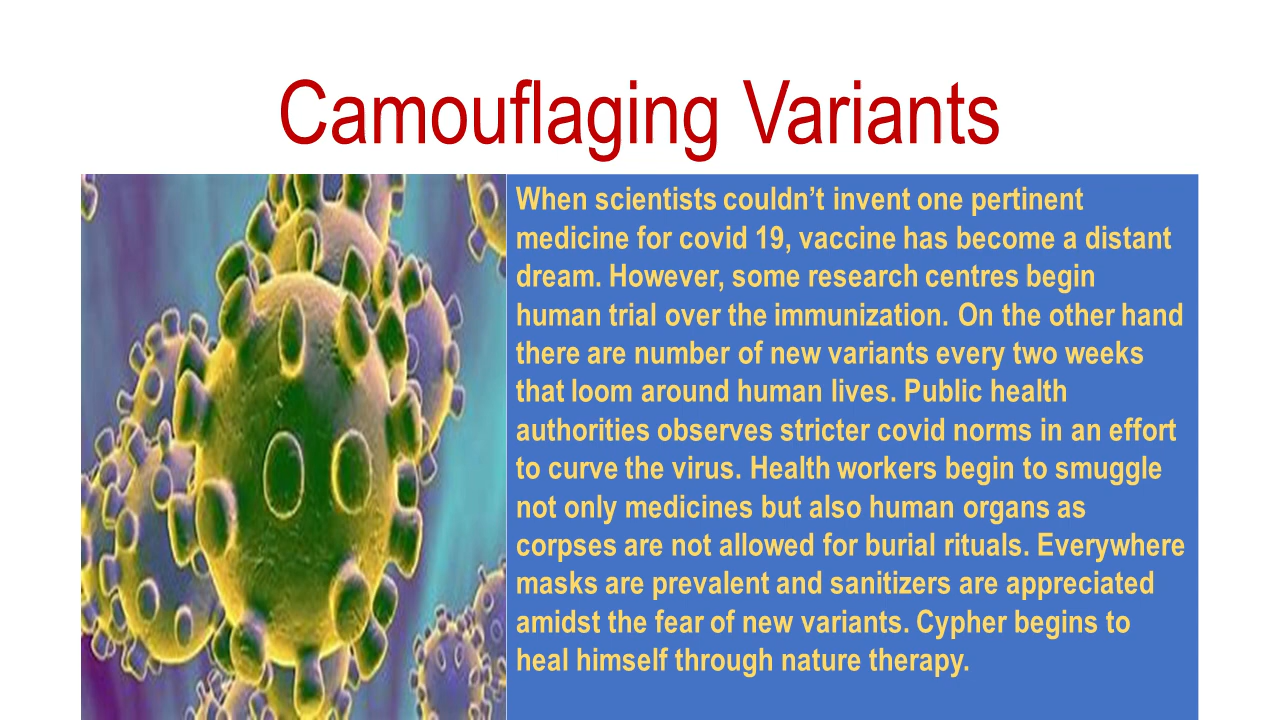 Camouflaging Variants
When scientists couldn’t invent one pertinent
medicine for covid 19, vaccine has become a distant
dream. However, some research centres begin
human trial over the immunization. On the other hand
there are number of new variants every two weeks
that loom around human lives. Public health
authorities observes stricter covid norms in an effort
to curve the virus. Health workers begin to smuggle
not only medicines but also human organs as
corpses are not allowed for burial rituals. Everywhere
masks are prevalent and sanitizers are appreciated
amidst the fear of new variants. Cypher begins to
heal himself through nature therapy.